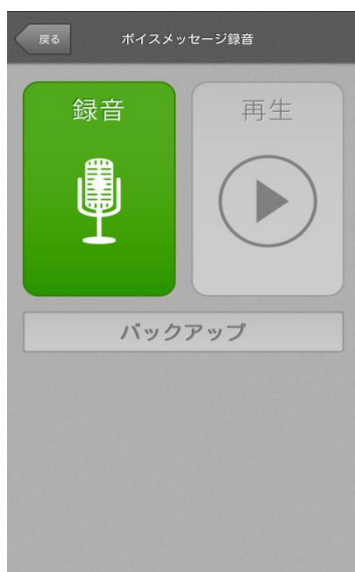 戻る
ボイスメッセージ録音
録音
再生
バックアップ